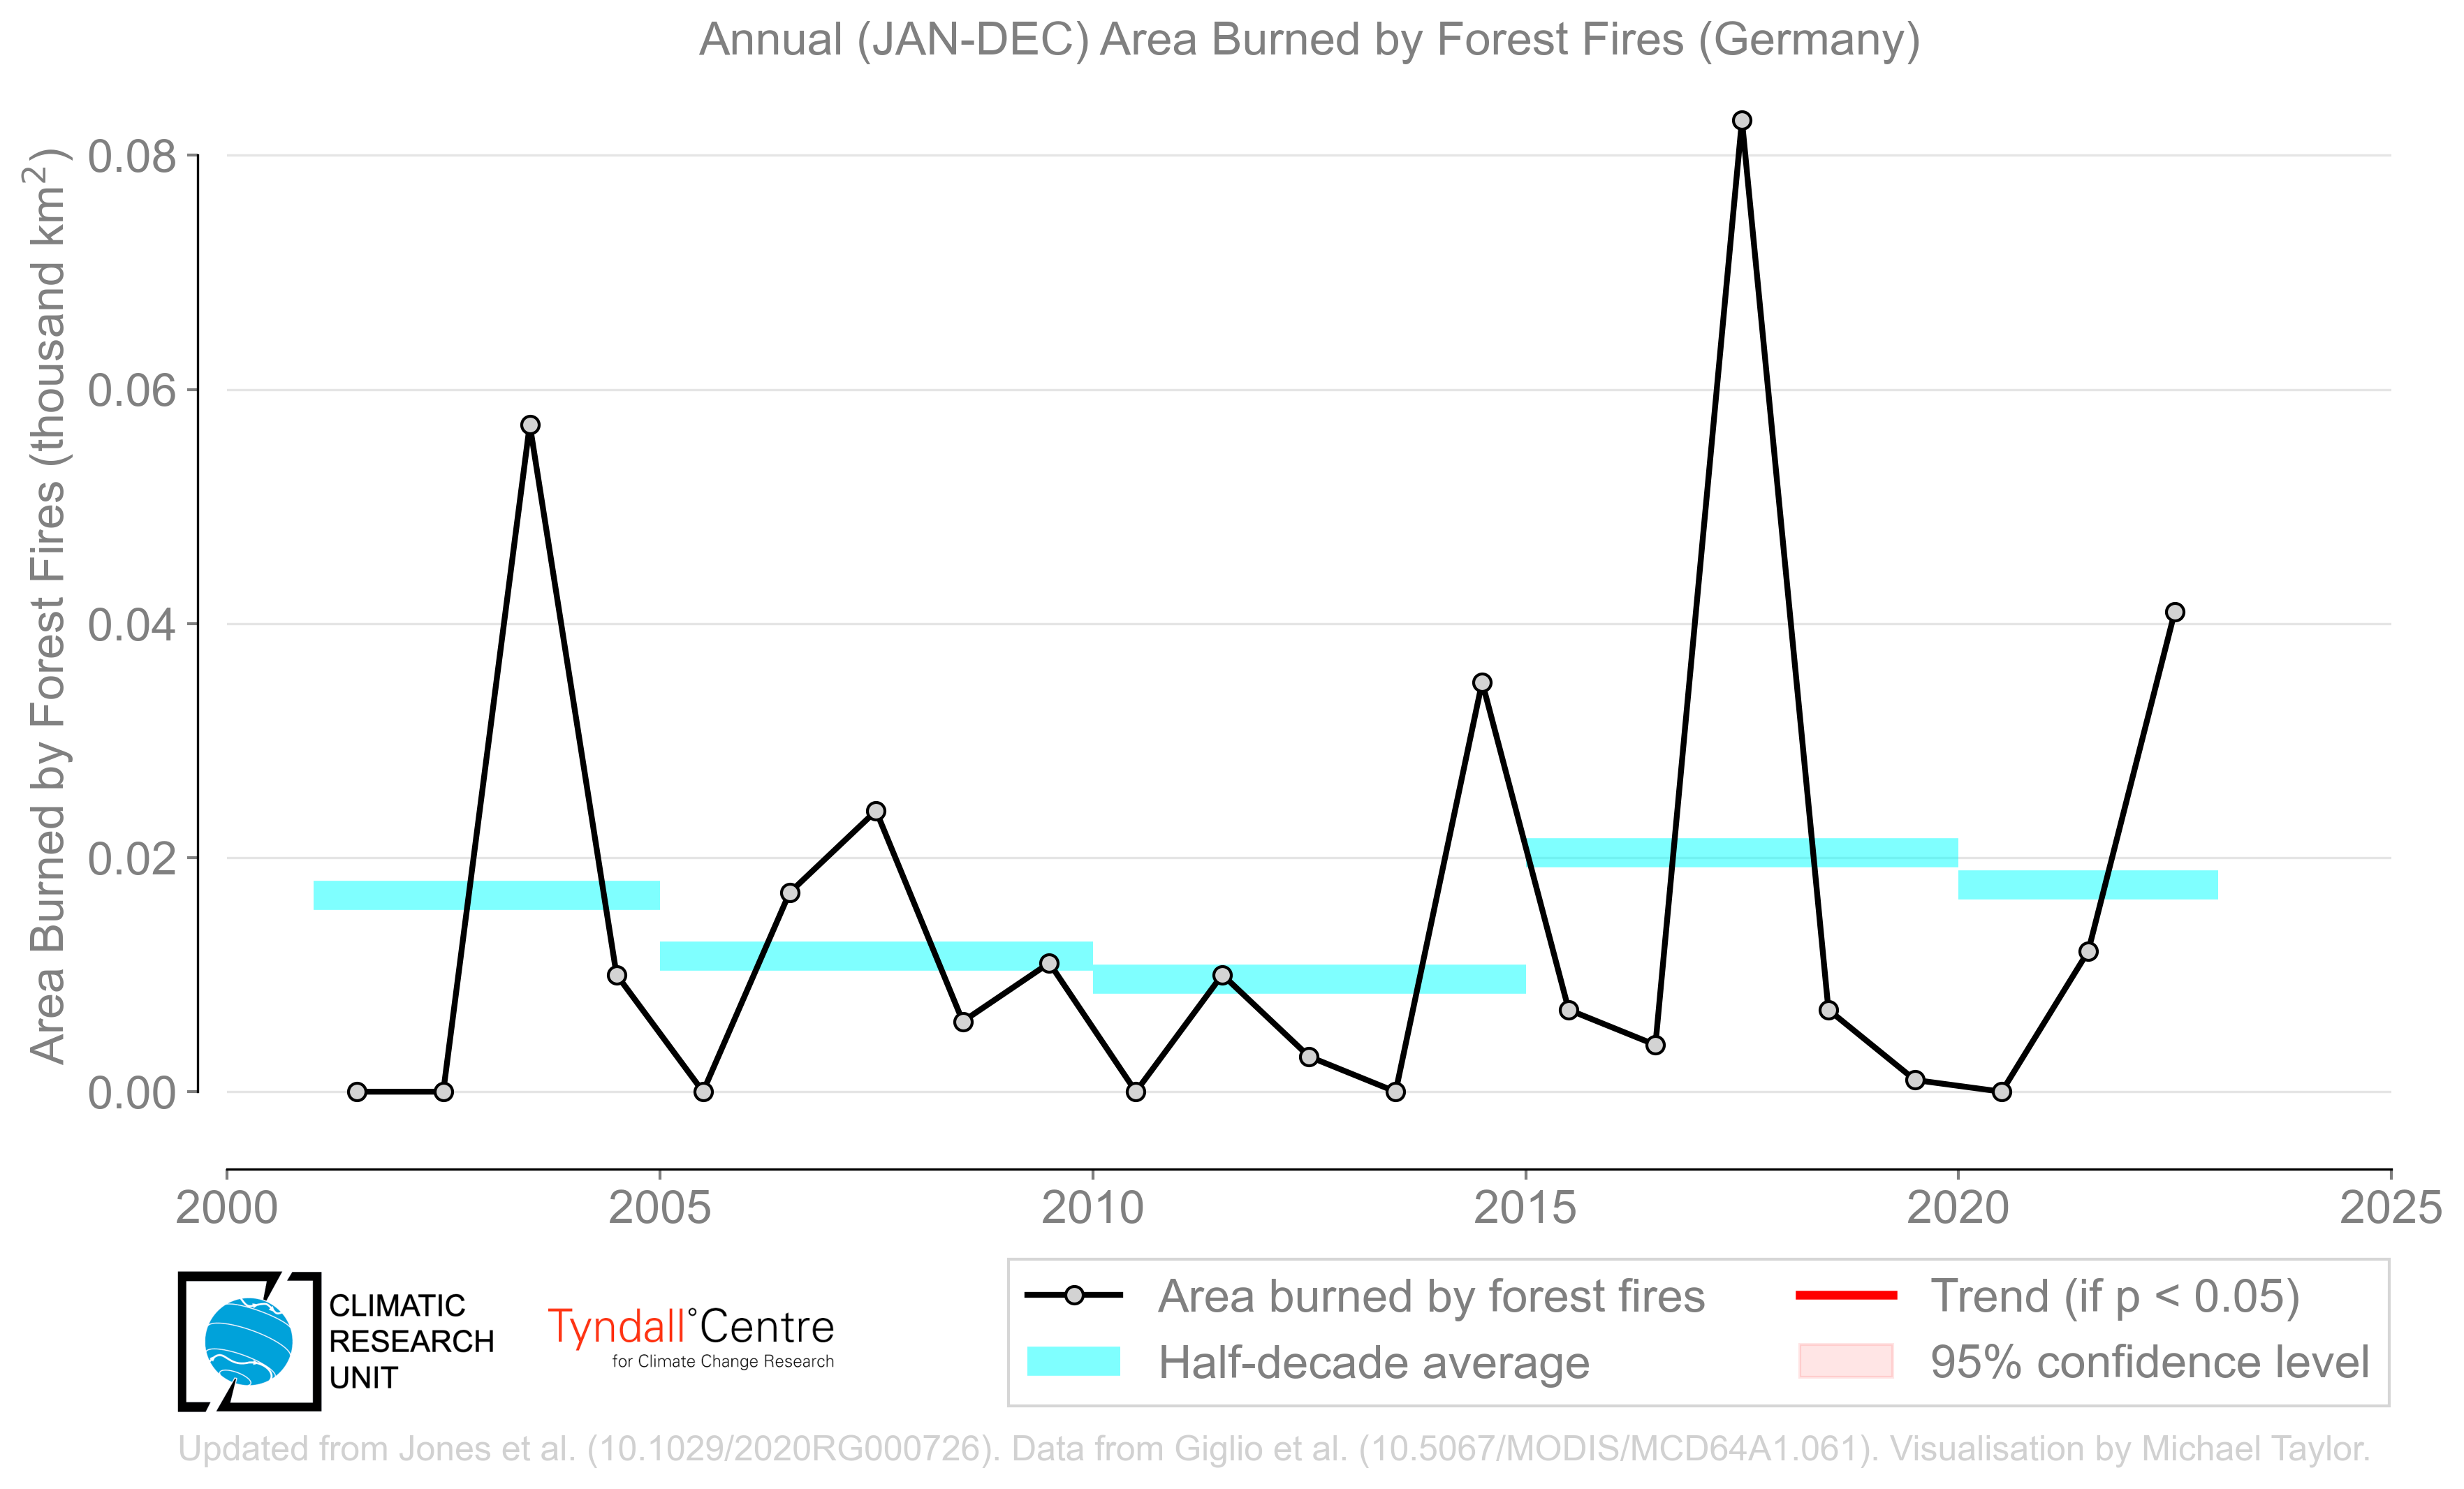 Annual (JAN-DEC) Area Burned by Forest Fires (Germany)
Area Burned by Forest Fires (thousand km²)
0.08
0.06
0.04
0.02
0.00
2000 2005 2010 2015 2020 2025
CLIMATIC
RESEARCH
UNIT
Tyndall°Centre
for Climate Change Research
Area burned by forest fires
Half-decade average
Trend (if p < 0.05)
95% confidence level
Updated from Jones et al. (10.1029/2020RG000726). Data from Giglio et al. (10.5067/MODIS/MCD64A1.061). Visualisation by Michael Taylor.